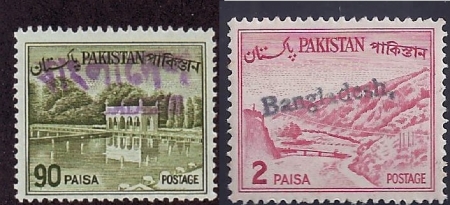 پاکستان PAKISTAN পাকিস্তান
বাংলাদেশ
90 PAISA POSTAGE
پاکستان PAKISTAN পাকিস্তান
Bangladesh.
2 PAISA POSTAGE